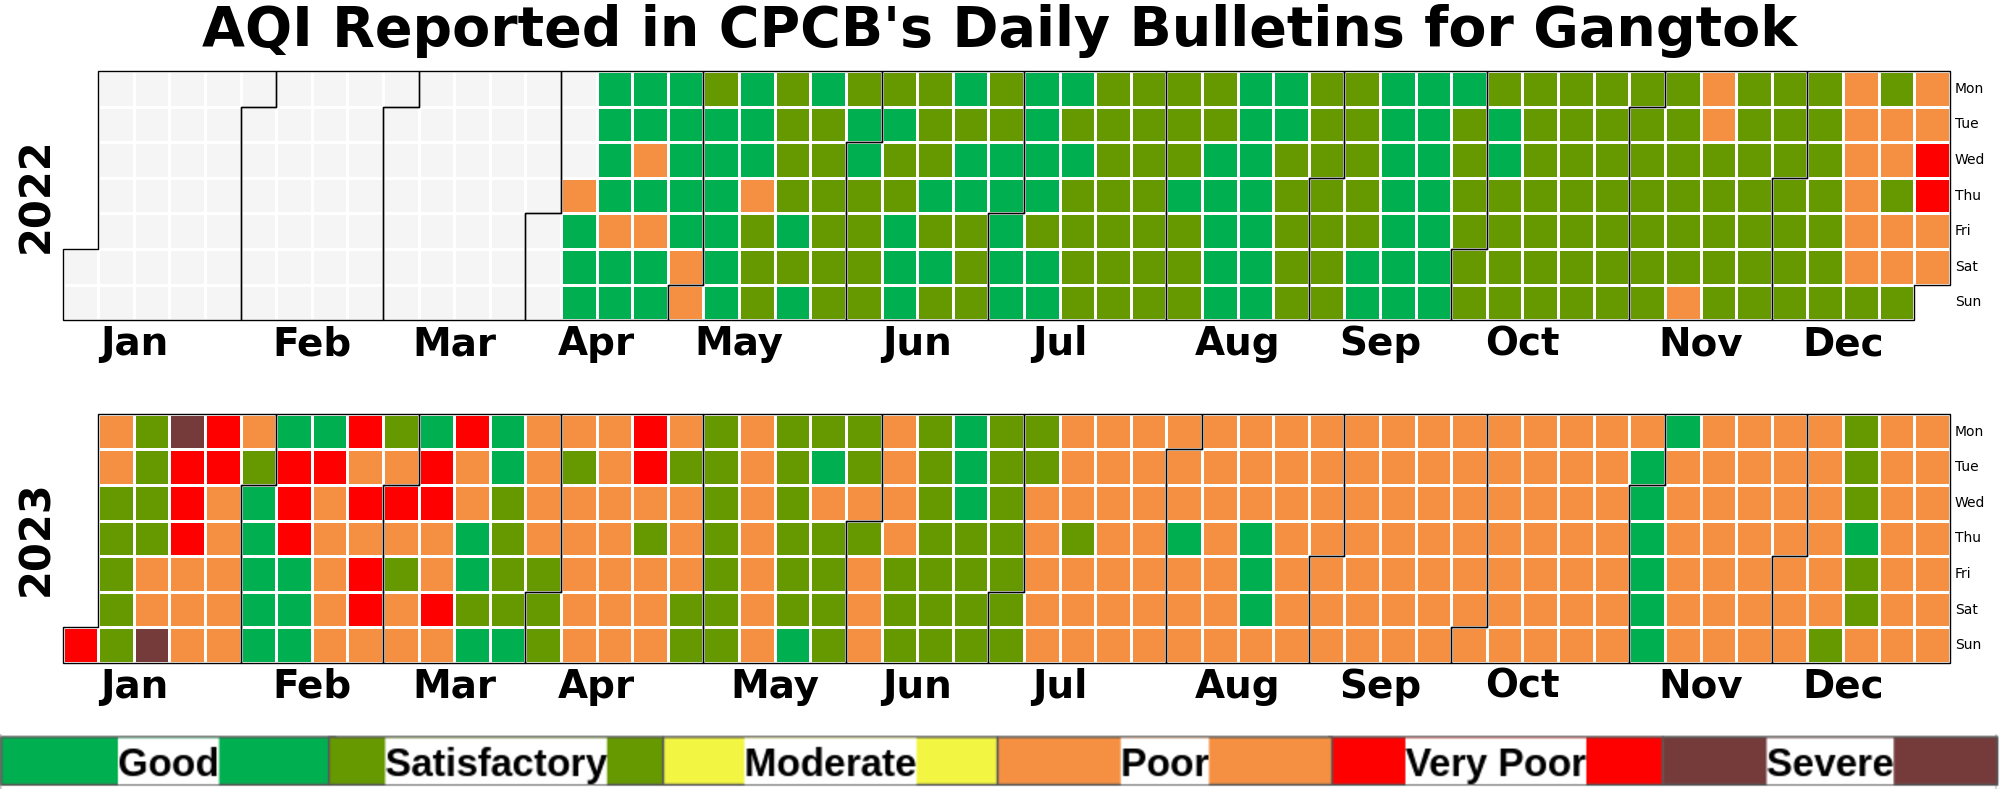 AQI Reported in CPCB's Daily Bulletins for Gangtok
2022
Mon
Tue
Wed
Thu
Fri
Sat
Sun
Jan Feb Mar Apr May Jun Jul Aug Sep Oct Nov Dec
2023
Mon
Tue
Wed
Thu
Fri
Sat
Sun
Jan Feb Mar Apr May Jun Jul Aug Sep Oct Nov Dec
Good Satisfactory Moderate Poor Very Poor Severe